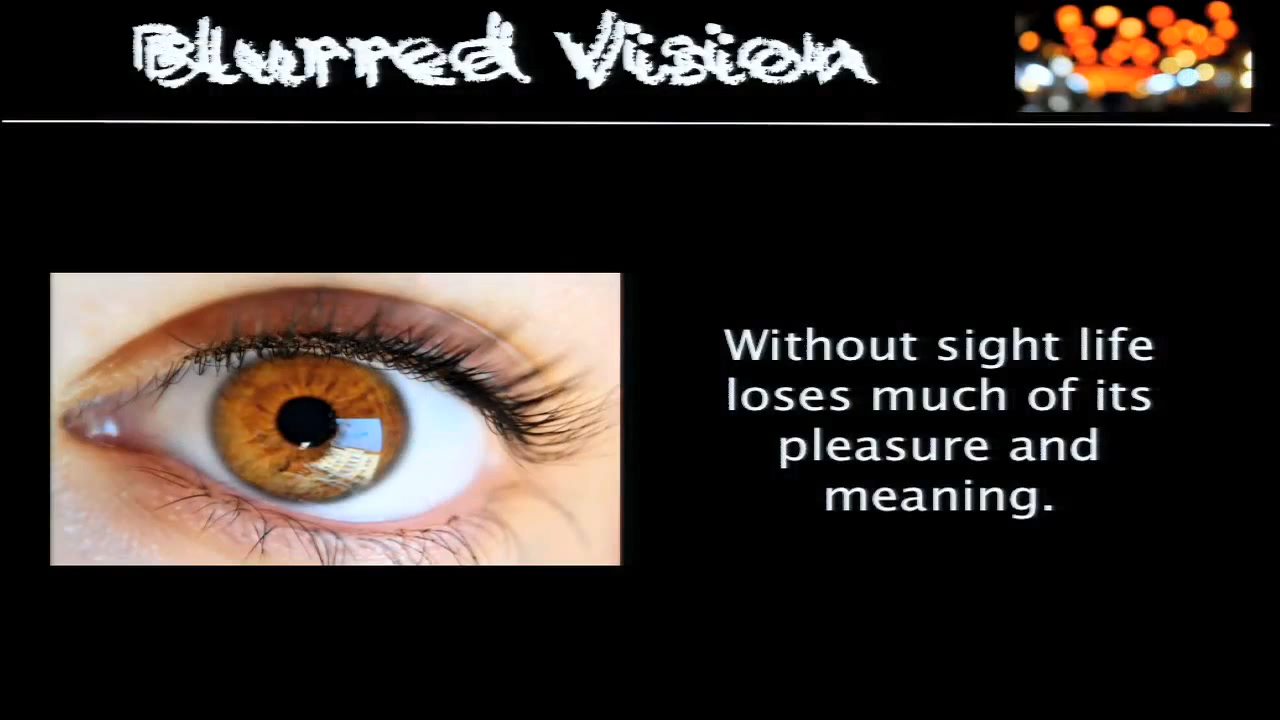 Blurred Vision
Without sight life
loses much of its
pleasure and
meaning.